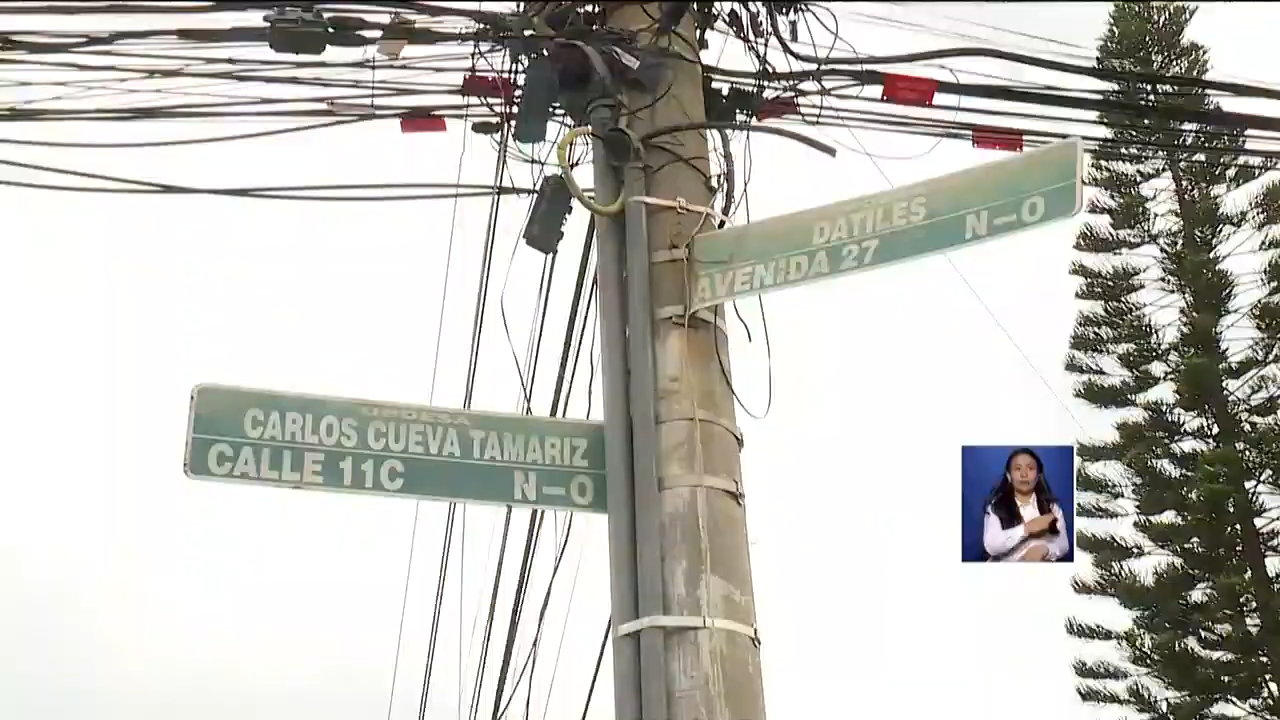 DATILES
AVENIDA 27 N-O
CARLOS CUEVA TAMARIZ
CALLE 11C N-O